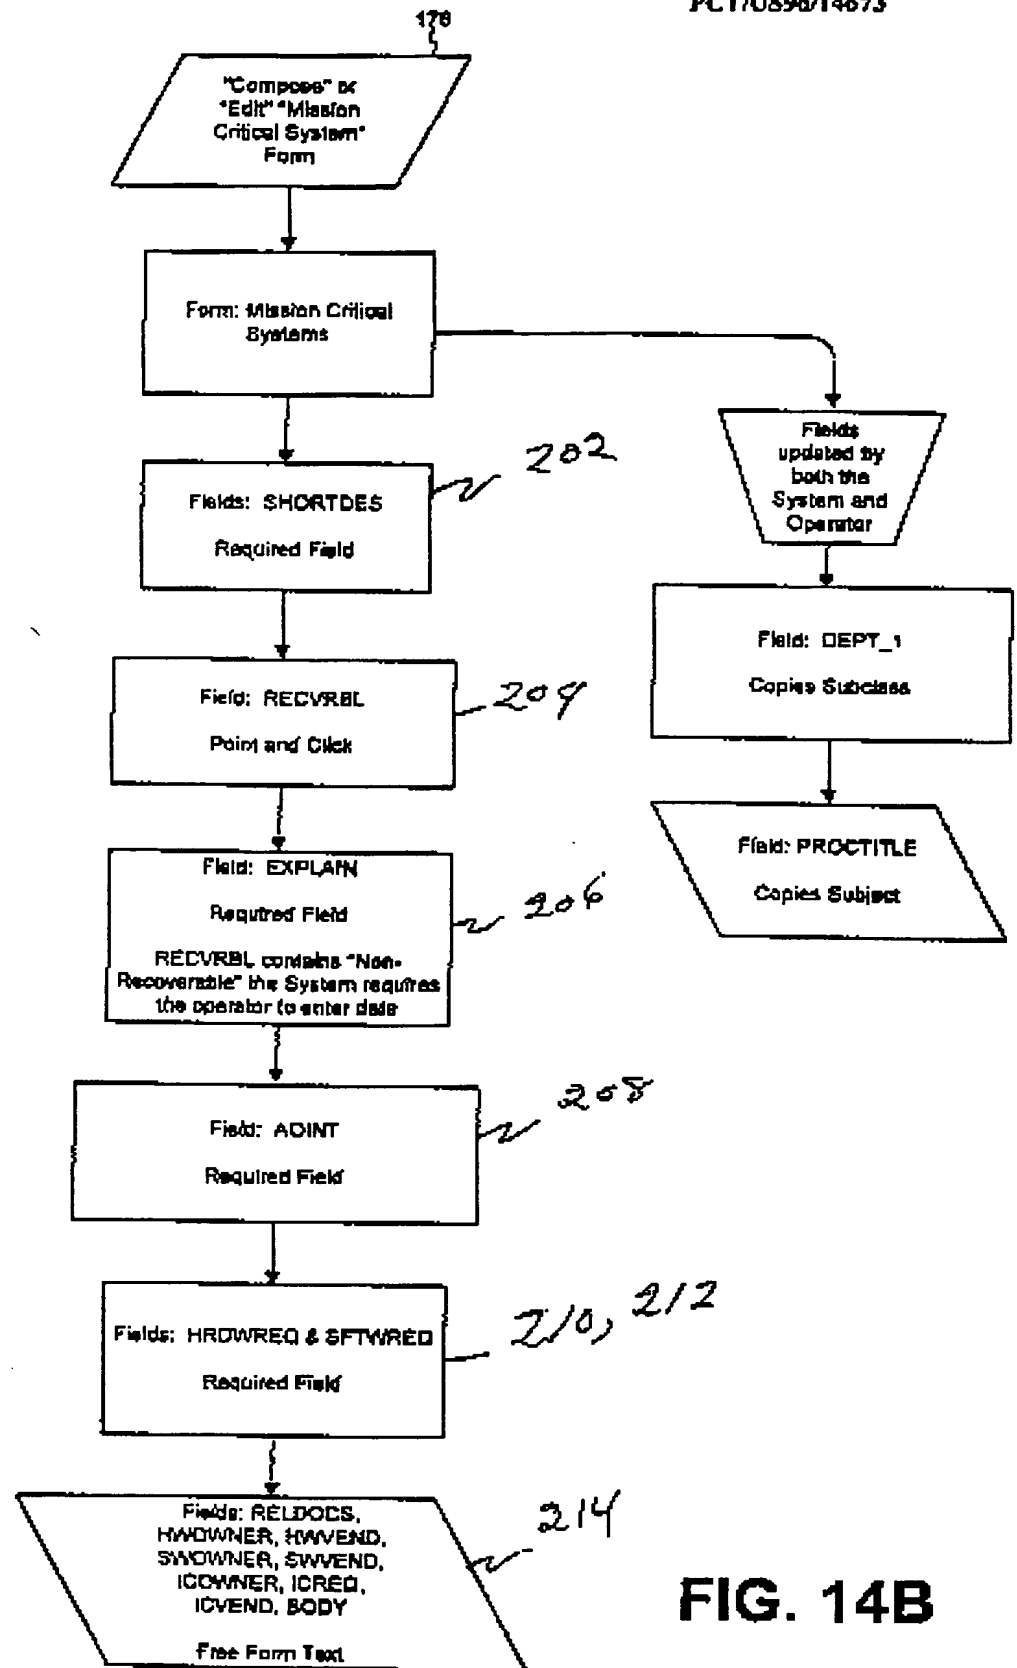 PCT/US96/14673
178
"Compose" or
"Edit" "Mission
Critical System"
Form
Form: Mission Critical
Systems
Fields
updated by
both the
System and
Operator
202
Fields: SHORTDES
Required Field
Field: DEPT_1
Copies Subclass
204
Field: RECVRBL
Point and Click
Field: PROCTITLE
Copies Subject
206
Field: EXPLAIN
Required Field
RECVRBL contains "Non-
Recoverable" the System requires
the operator to enter data
208
Field: ADINT
Required Field
210, 212
Fields: HRDWREQ & SFTWREQ
Required Field
214
Fields: RELDOCS,
HWOWNER, HWVEND,
SWOWNER, SWVEND,
ICOWNER, ICREQ,
ICVEND, BODY
Free Form Text
FIG. 14B